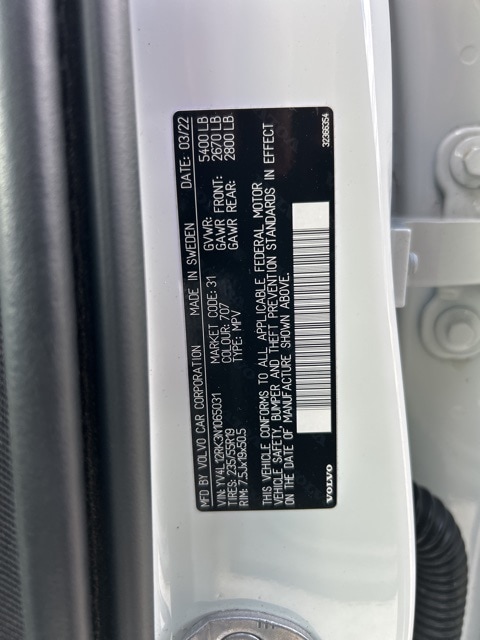 MFD BY VOLVO CAR CORPORATION MADE IN SWEDEN DATE: 03/22
VIN: YV4L12RK3N1065031 MARKET CODE: 31 GVWR: 5400 LB
TIRES: 235/55R19 COLOUR: 707 GAWR FRONT: 2670 LB
RIM: 7.5Jx19x50.5 TYPE: MPV GAWR REAR: 2800 LB
THIS VEHICLE CONFORMS TO ALL APPLICABLE FEDERAL MOTOR
VEHICLE SAFETY, BUMPER AND THEFT PREVENTION STANDARDS IN EFFECT
ON THE DATE OF MANUFACTURE SHOWN ABOVE.
VOLVO 32366354